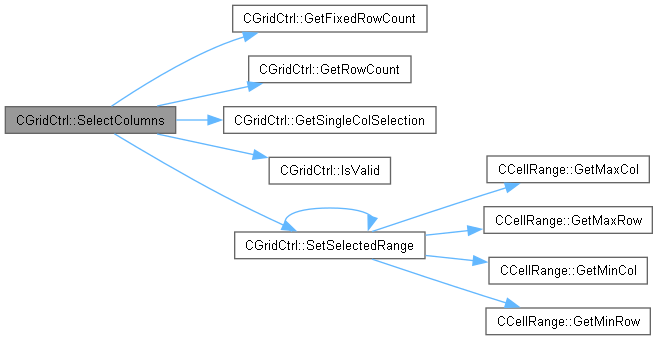 CGridCtrl::GetFixedRowCount
CGridCtrl::GetRowCount
CGridCtrl::SelectColumns
CGridCtrl::GetSingleColSelection
CGridCtrl::IsValid
CGridCtrl::SetSelectedRange
CCellRange::GetMaxCol
CCellRange::GetMaxRow
CCellRange::GetMinCol
CCellRange::GetMinRow